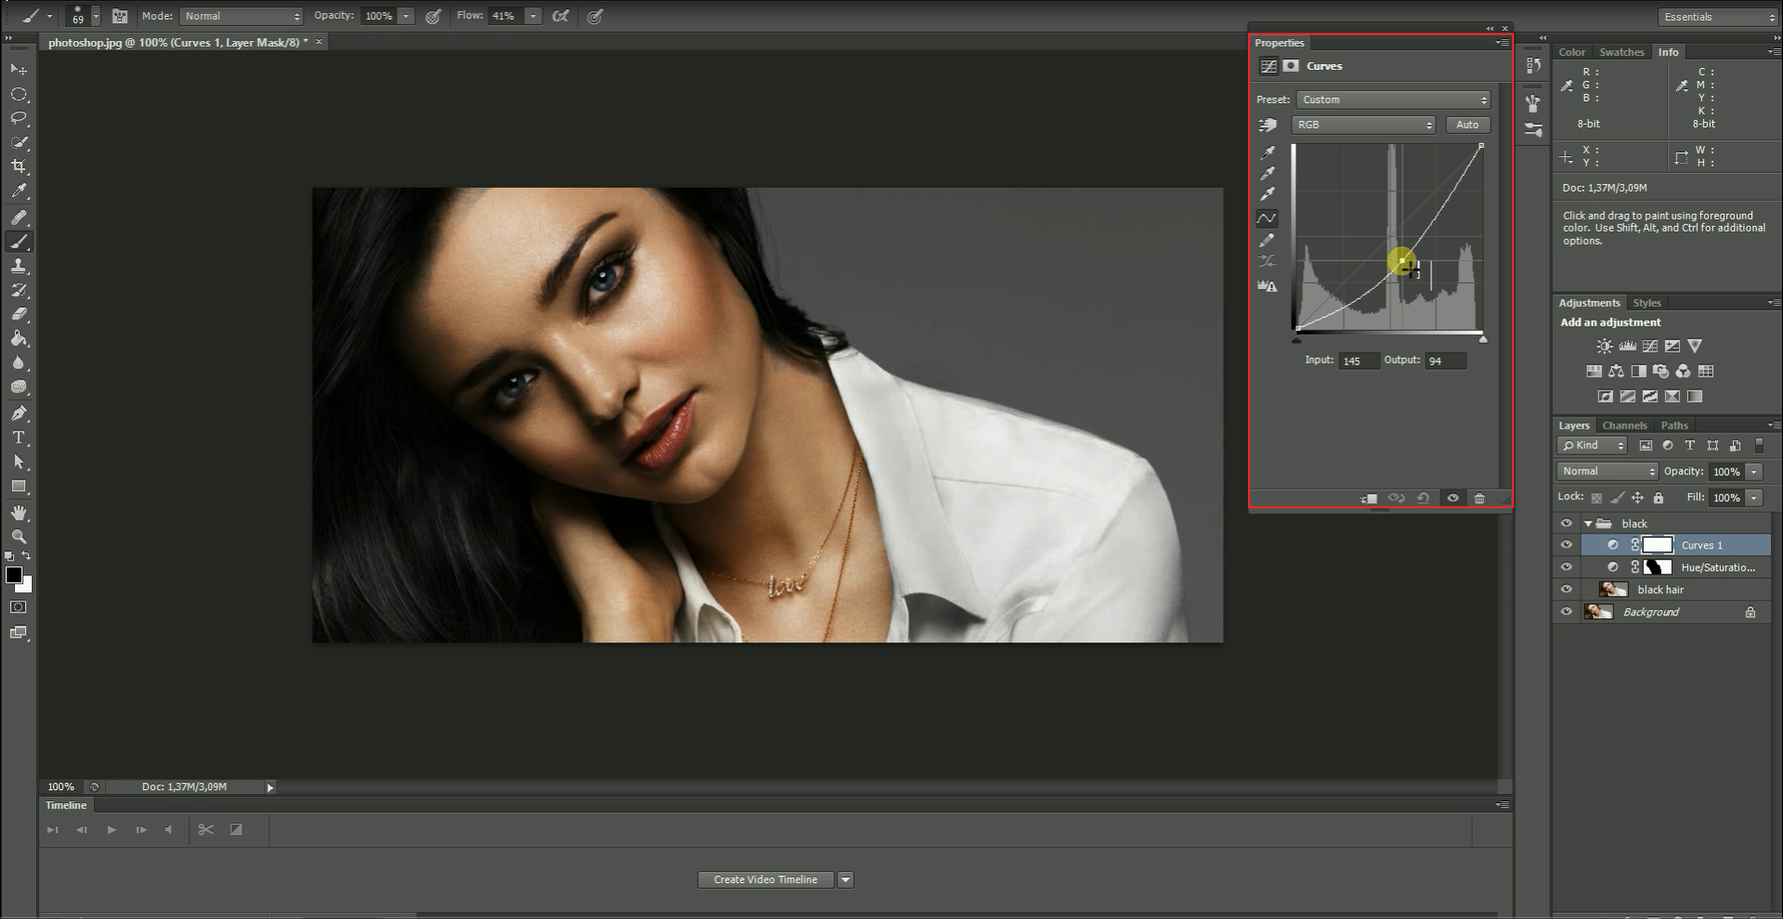 69 Mode: Normal Opacity: 100% Flow: 41% Essentials
photoshop.jpg @ 100% (Curves 1, Layer Mask/8) * ×
Properties
Curves
Preset: Custom
RGB Auto
Input: 145 Output: 94
Color Swatches Info
R : C :
G : M :
B : Y :
K :
8-bit 8-bit
X : W :
Y : H :
Doc: 1,37M/3,09M
Click and drag to paint using foreground
color. Use Shift, Alt, and Ctrl for additional
options.
Adjustments Styles
Add an adjustment
Layers Channels Paths
Kind T
Normal Opacity: 100%
Lock: Fill: 100%
black
Curves 1
Hue/Saturatio...
black hair
Background
love
T
100% Doc: 1,37M/3,09M
Timeline
Create Video Timeline